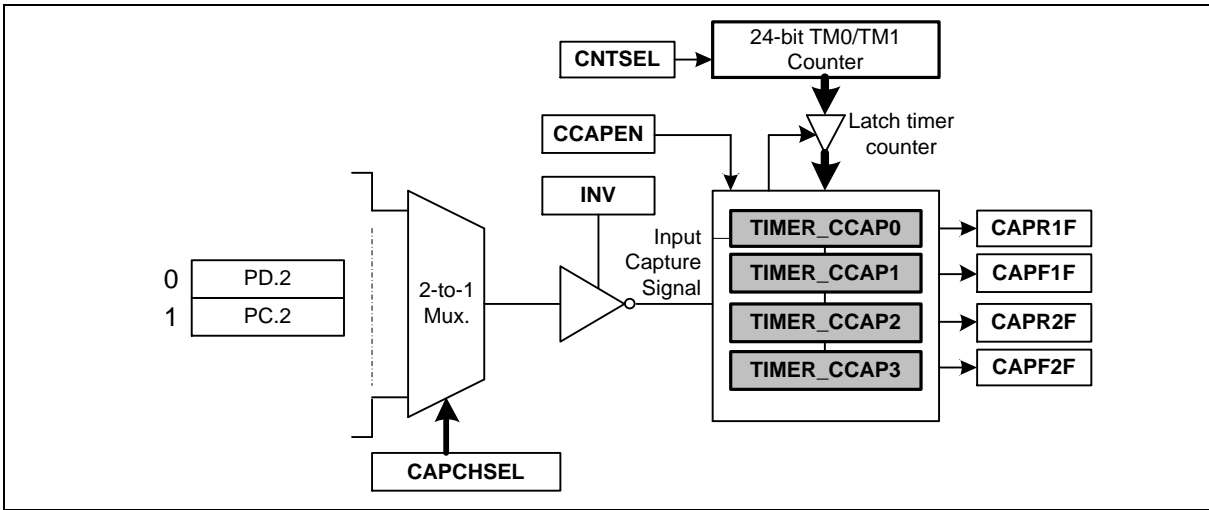 24-bit TM0/TM1
Counter
CNTSEL
Latch timer
counter
CCAPEN
INV
Input
Capture
Signal
TIMER_CCAP0
TIMER_CCAP1
TIMER_CCAP2
TIMER_CCAP3
CAPR1F
CAPF1F
CAPR2F
CAPF2F
0 PD.2
1 PC.2
2-to-1
Mux.
CAPCHSEL